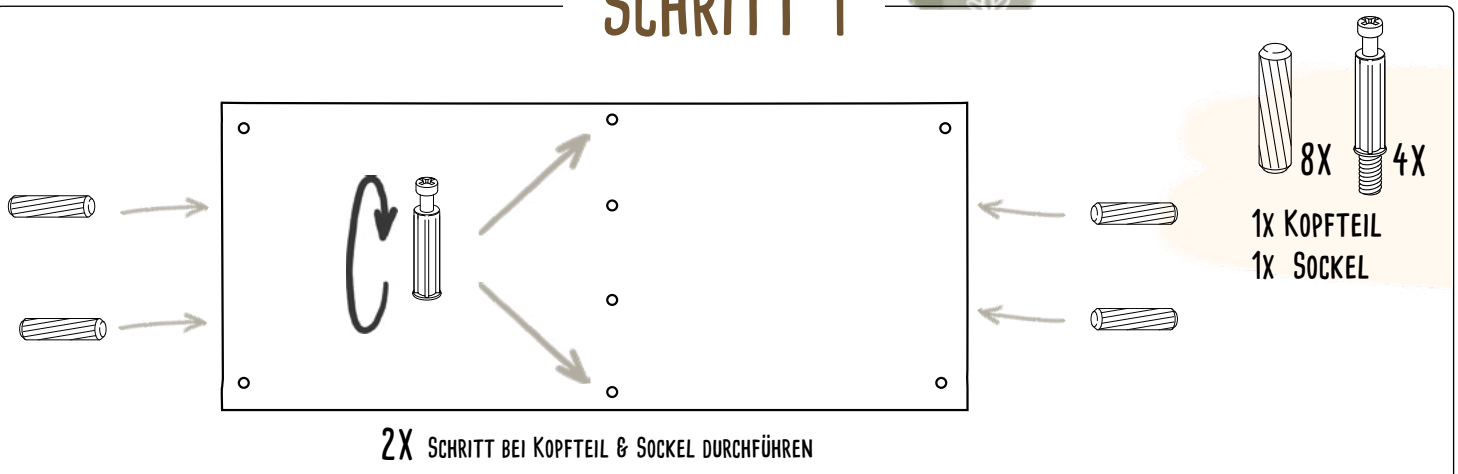 SCHRITT 1
8X
4X
1X KOPFTEIL
1X SOCKEL
2X SCHRITT BEI KOPFTEIL & SOCKEL DURCHFÜHREN